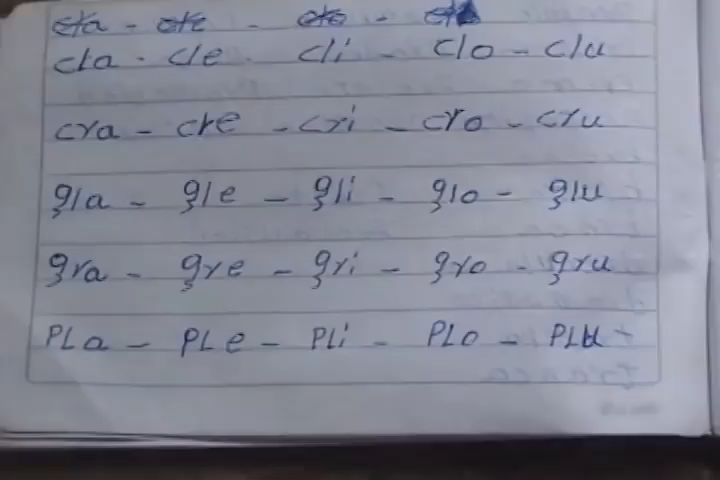 cla - cle - cli - clo - clu
cra - cre - cri - cro - cru
gla - gle - gli - glo - glu
gra - gre - gri - gro - gru
PLa - PLe - PLi - PLo - PLu